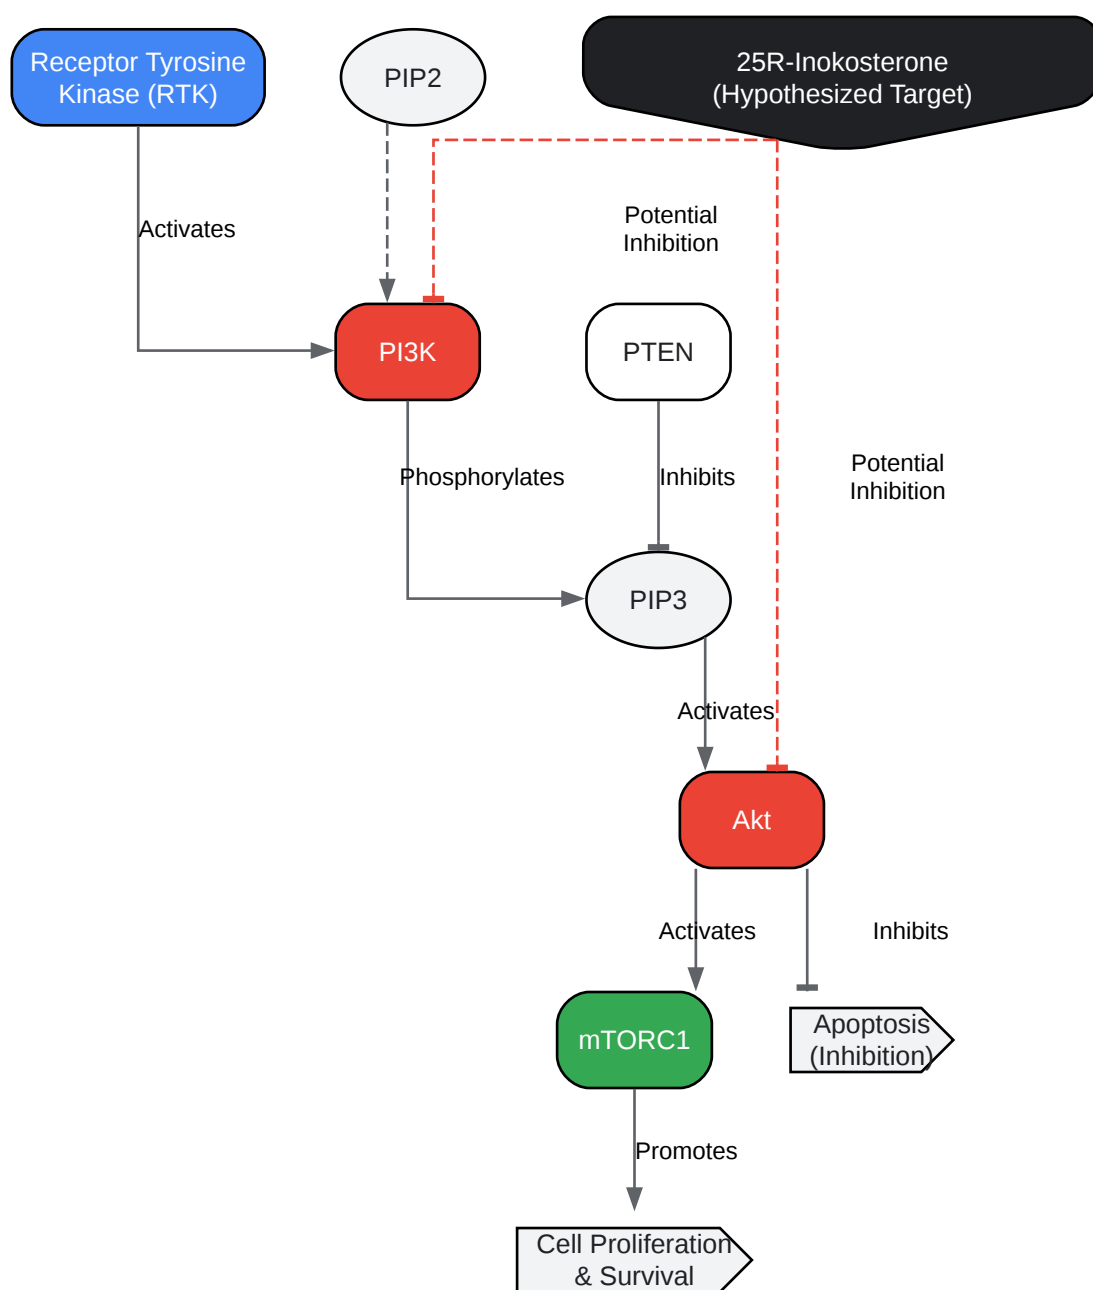 Receptor Tyrosine
Kinase (RTK)
PIP2
25R-Inokosterone
(Hypothesized Target)
Activates
Potential
Inhibition
PI3K
PTEN
Phosphorylates
Inhibits
Potential
Inhibition
PIP3
Activates
Akt
Activates
Inhibits
mTORC1
Apoptosis
(Inhibition)
Promotes
Cell Proliferation
& Survival